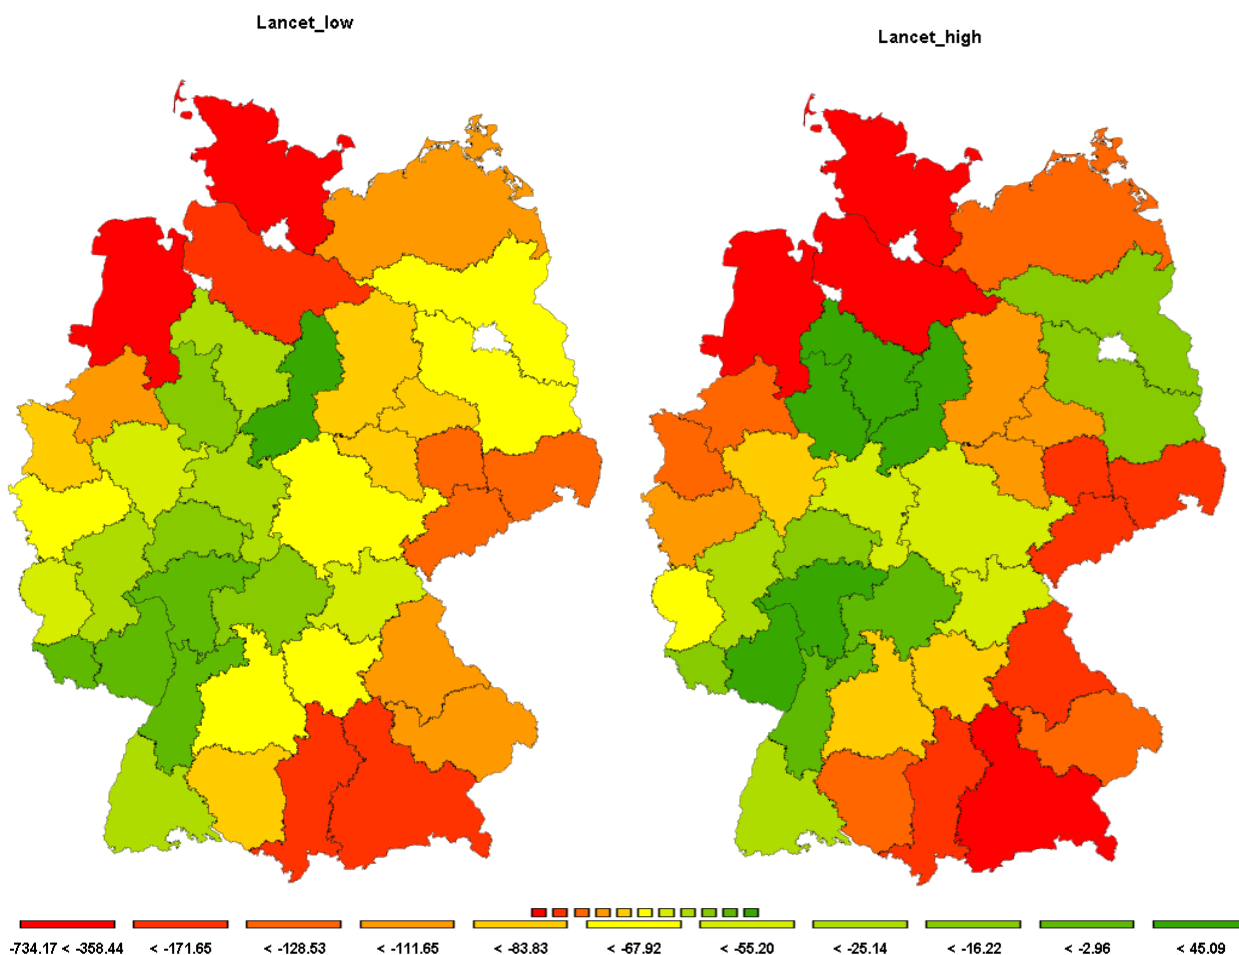 Lancet_low
Lancet_high
-734.17 < -358.44 < -171.65 < -128.53 < -111.65 < -83.83 < -67.92 < -55.20 < -25.14 < -16.22 < -2.96 < 45.09